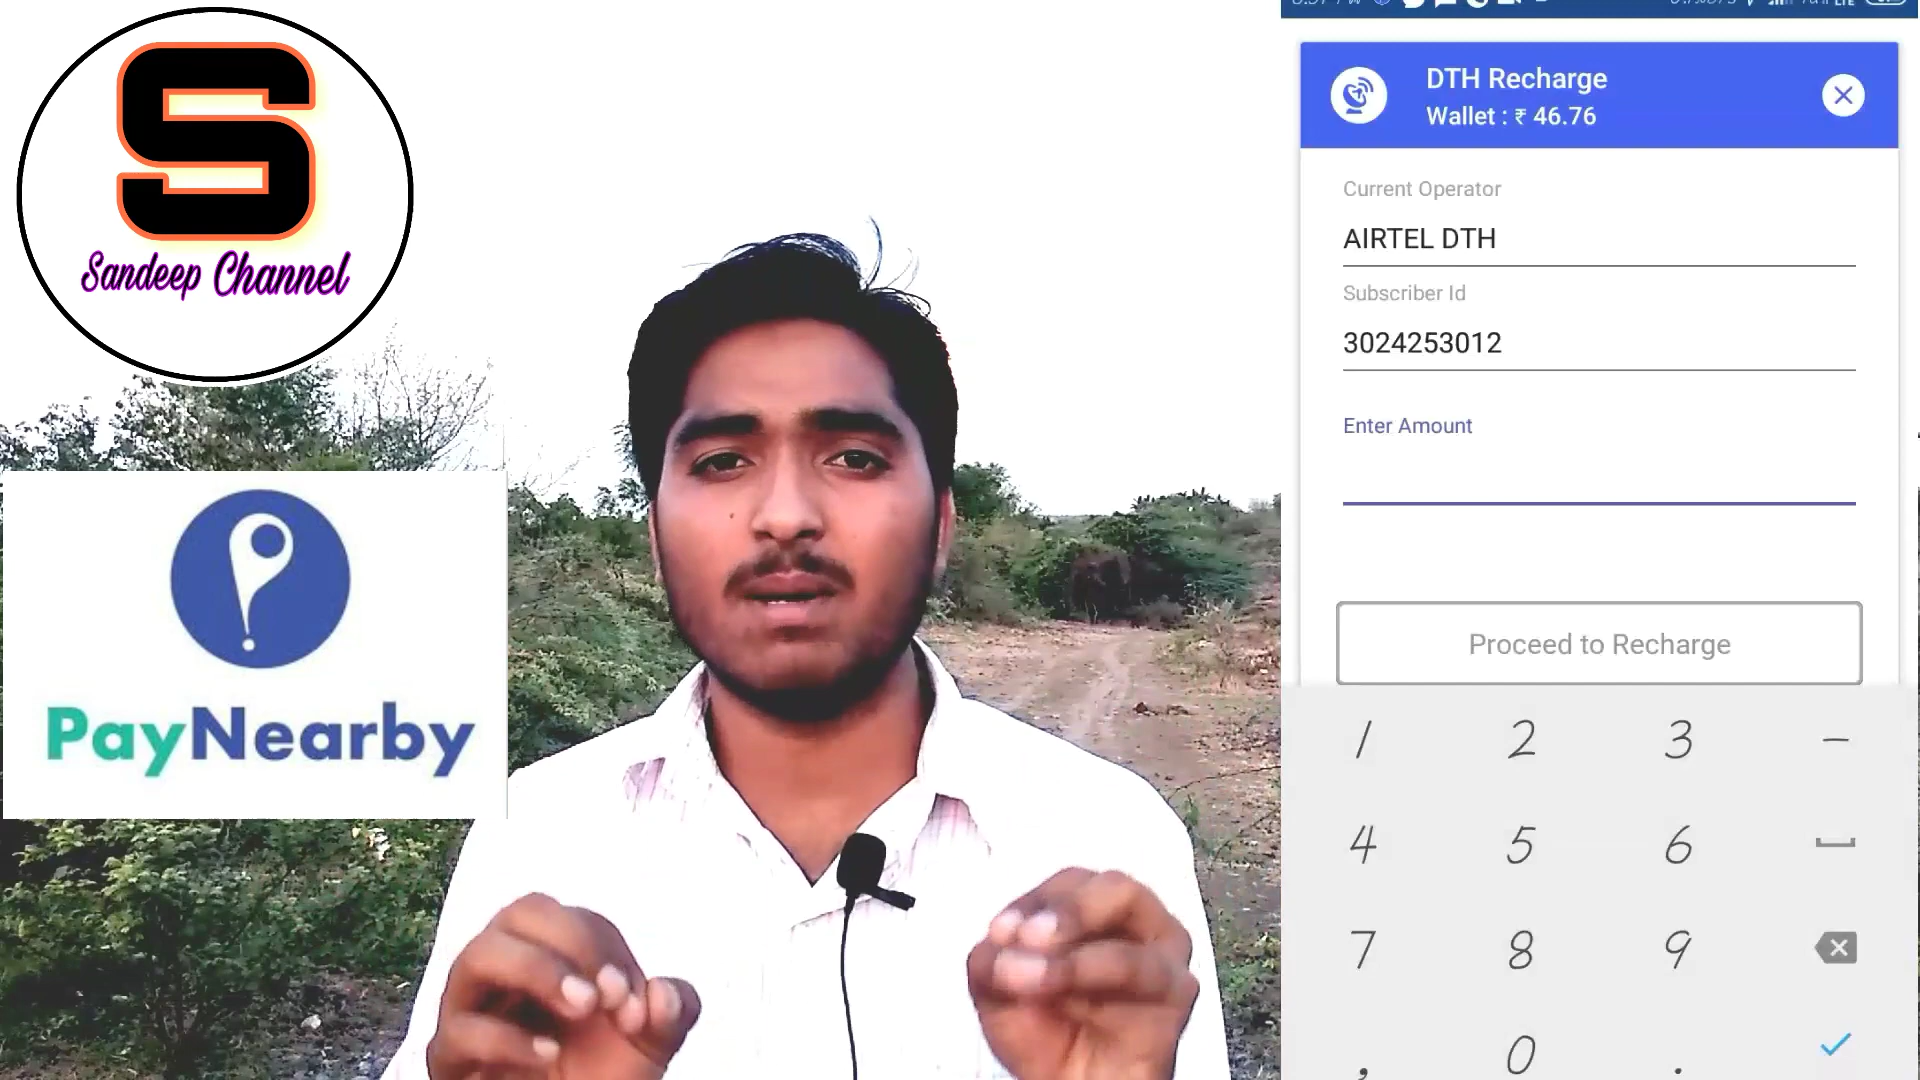 S
Sandeep Channel
PayNearby
DTH Recharge
Wallet : ₹ 46.76
Current Operator
AIRTEL DTH
Subscriber Id
3024253012
Enter Amount
Proceed to Recharge
1 2 3 –
4 5 6
7 8 9
, 0 .